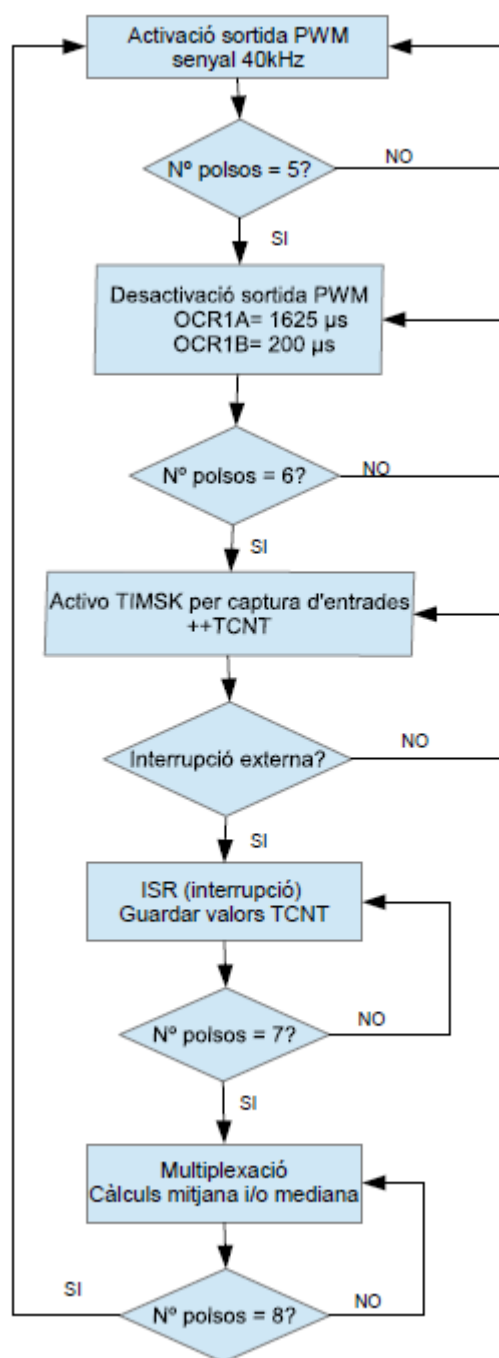 Activació sortida PWM
senyal 40kHz
Nº polsos = 5?
NO
SI
Desactivació sortida PWM
OCR1A= 1625 µs
OCR1B= 200 µs
Nº polsos = 6?
NO
SI
Activo TIMSK per captura d'entrades
++TCNT
Interrupció externa?
NO
SI
ISR (interrupció)
Guardar valors TCNT
Nº polsos = 7?
NO
SI
Multiplexació
Càlculs mitjana i/o mediana
SI
Nº polsos = 8?
NO